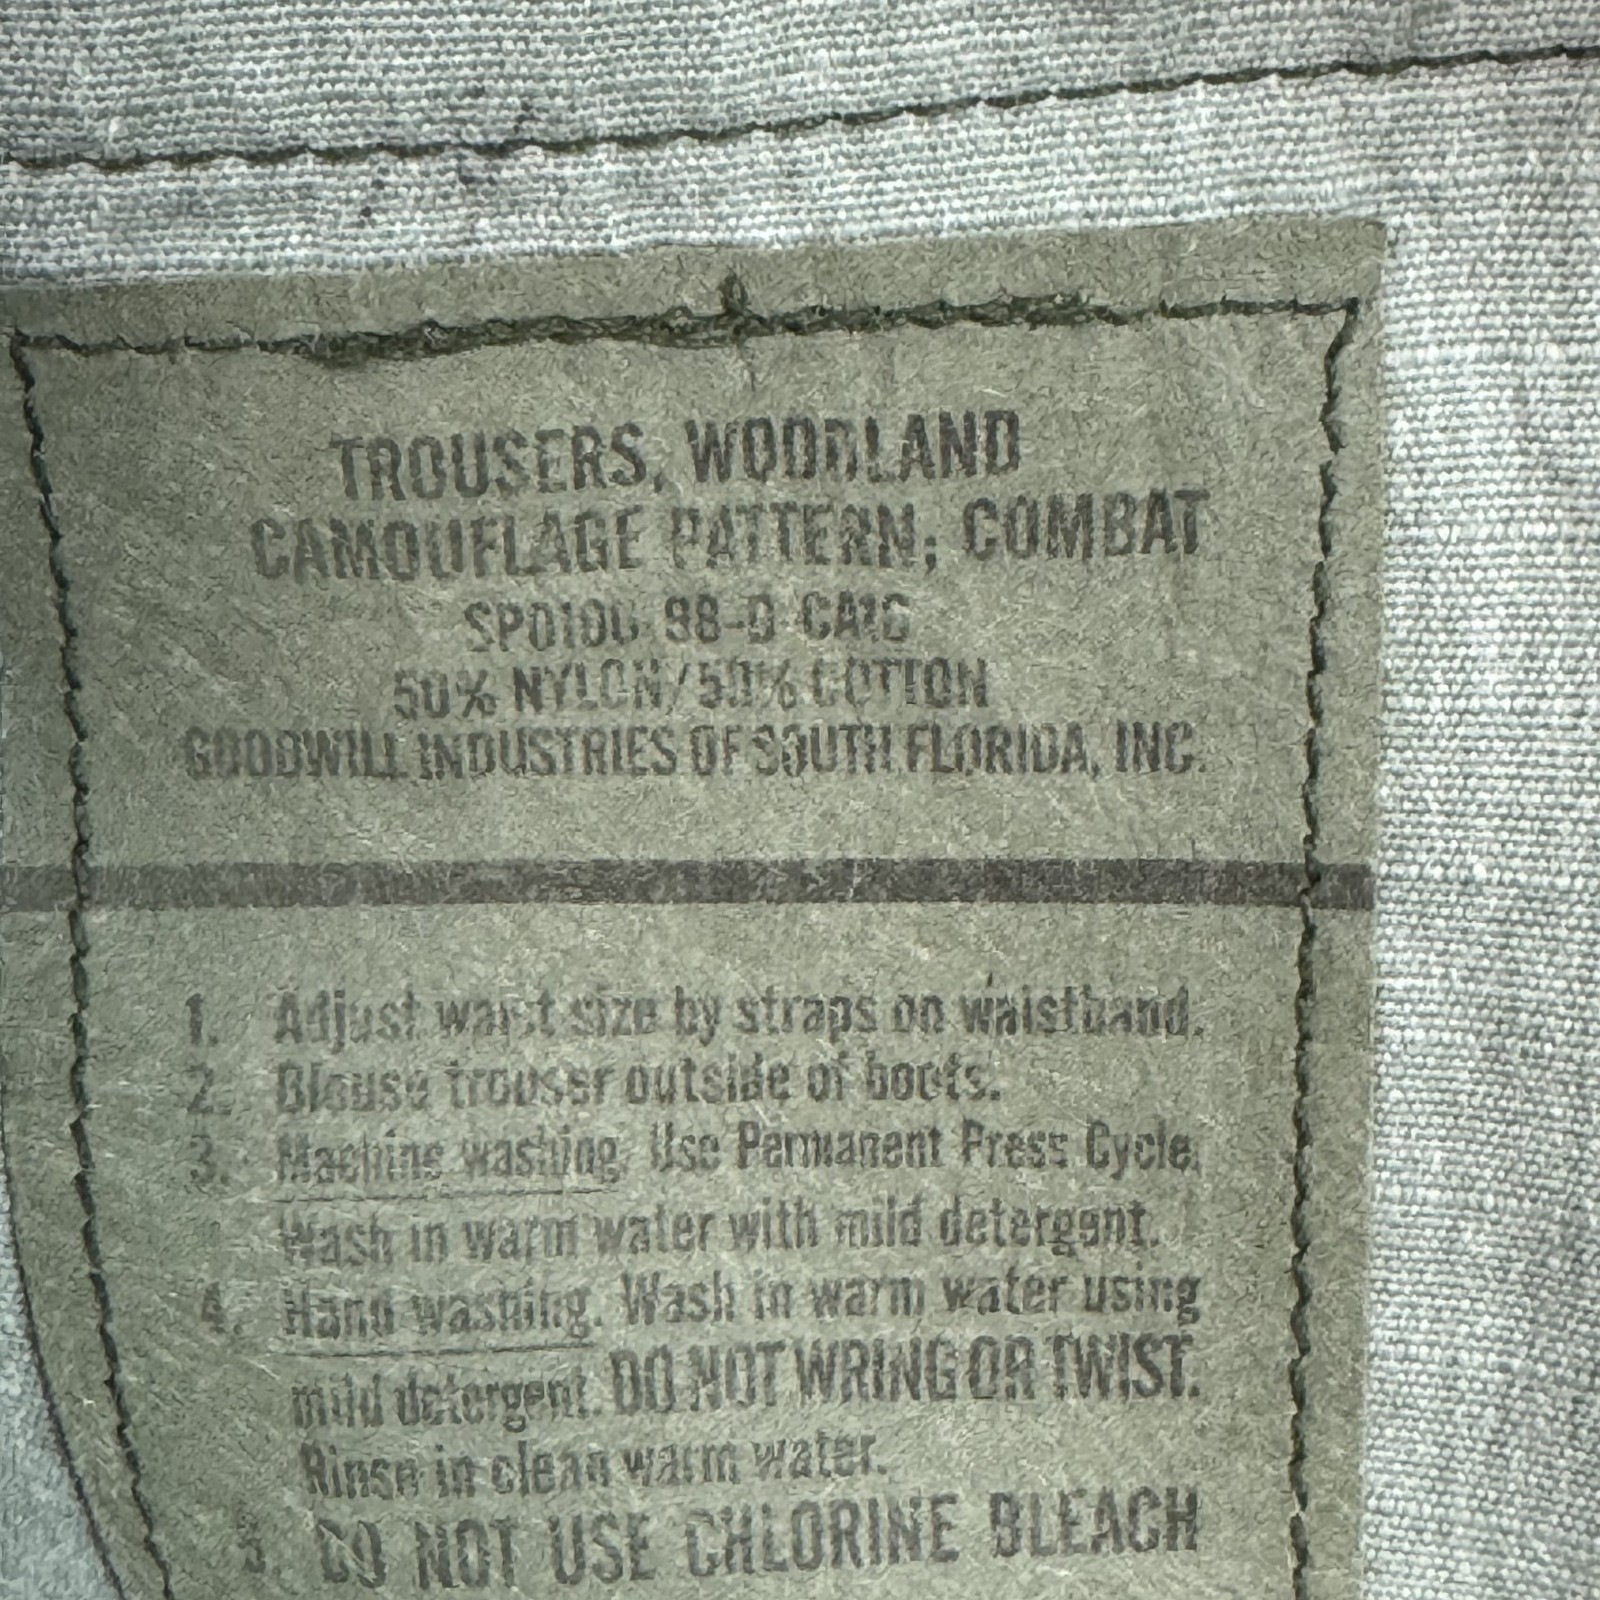 TROUSERS, WOODLAND
CAMOUFLAGE PATTERN; COMBAT
50% NYLON/50% COTTON
GOODWILL INDUSTRIES OF SOUTH FLORIDA, INC.
1. Adjust waist size by straps on waistband.
2. Blouse trouser outside of boots.
3. Machine washing. Use Permanent Press Cycle.
Wash in warm water with mild detergent.
4. Hand washing. Wash in warm water using
mild detergent. DO NOT WRING OR TWIST.
Rinse in clean warm water.
5. DO NOT USE CHLORINE BLEACH